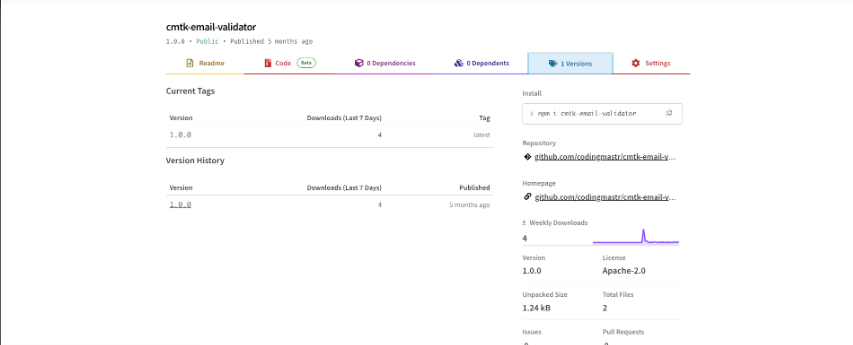 cmtk-email-validator
1.0.0 • Public • Published 5 months ago
Readme
Code Beta
0 Dependencies
0 Dependents
1 Versions
Settings
Current Tags
Version Downloads (Last 7 Days) Tag
1.0.0 4 latest
Version History
Version Downloads (Last 7 Days) Published
1.0.0 4 5 months ago
Install
> npm i cmtk-email-validator
Repository
github.com/codingmastr/cmtk-email-v...
Homepage
github.com/codingmastr/cmtk-email-v...
Weekly Downloads
4
Version License
1.0.0 Apache-2.0
Unpacked Size Total Files
1.24 kB 2
Issues Pull Requests